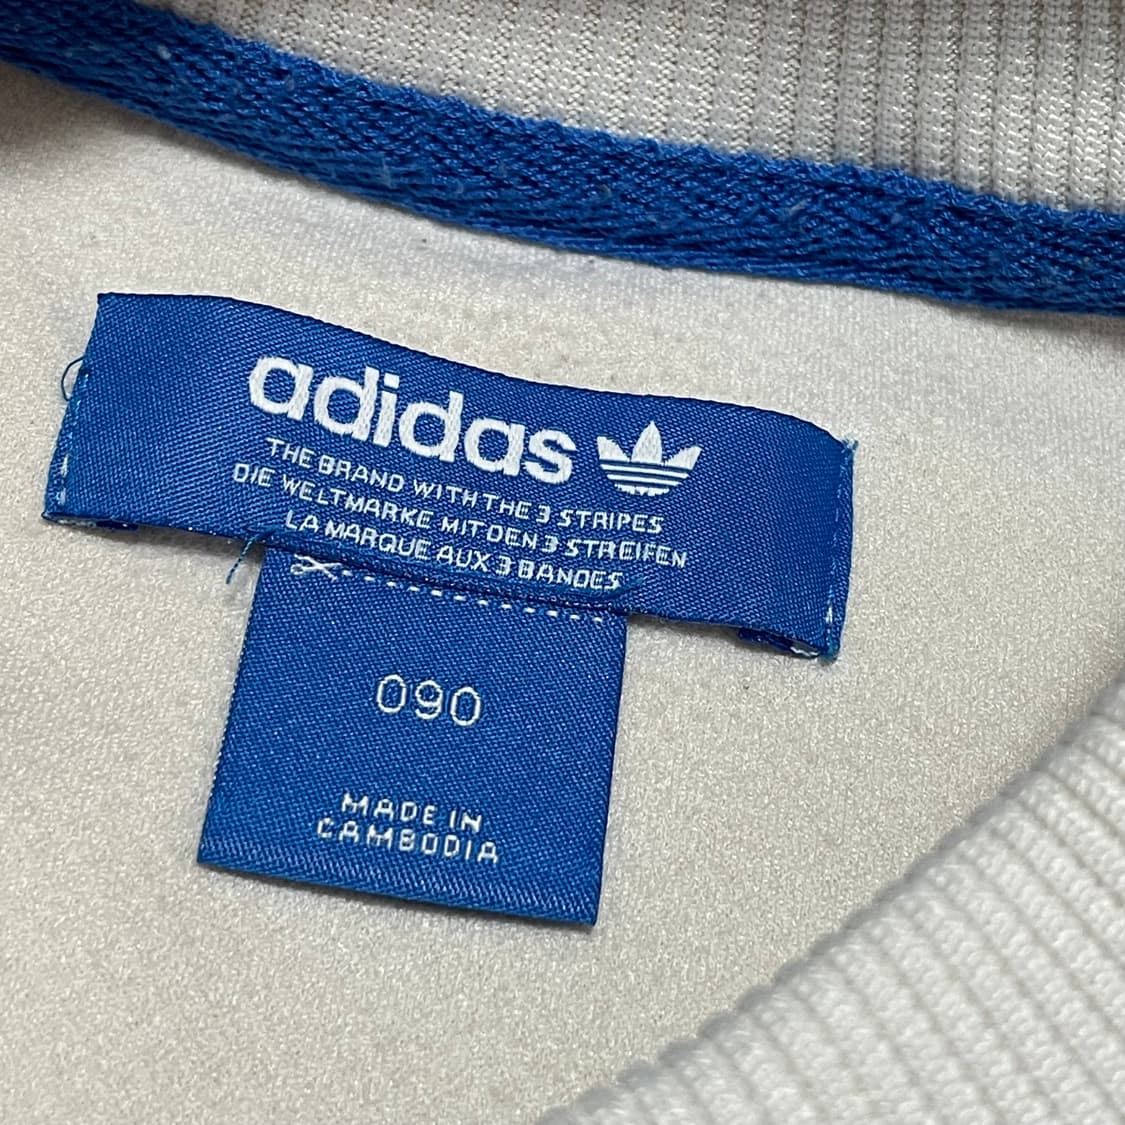 adidas
THE BRAND WITH THE 3 STRIPES
DIE WELTMARKE MIT DEN 3 STREIFEN
LA MARQUE AUX 3 BANDES
090
MADE IN
CAMBODIA